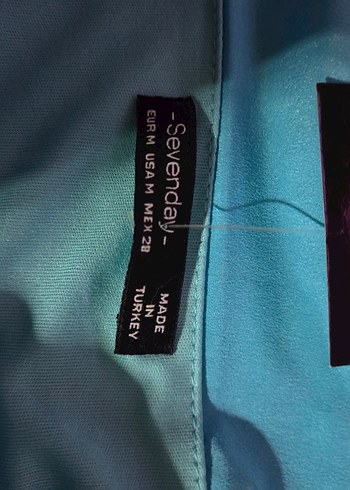 - Sevenday -
EUR M USA M MEX 28
MADE
IN
TURKEY